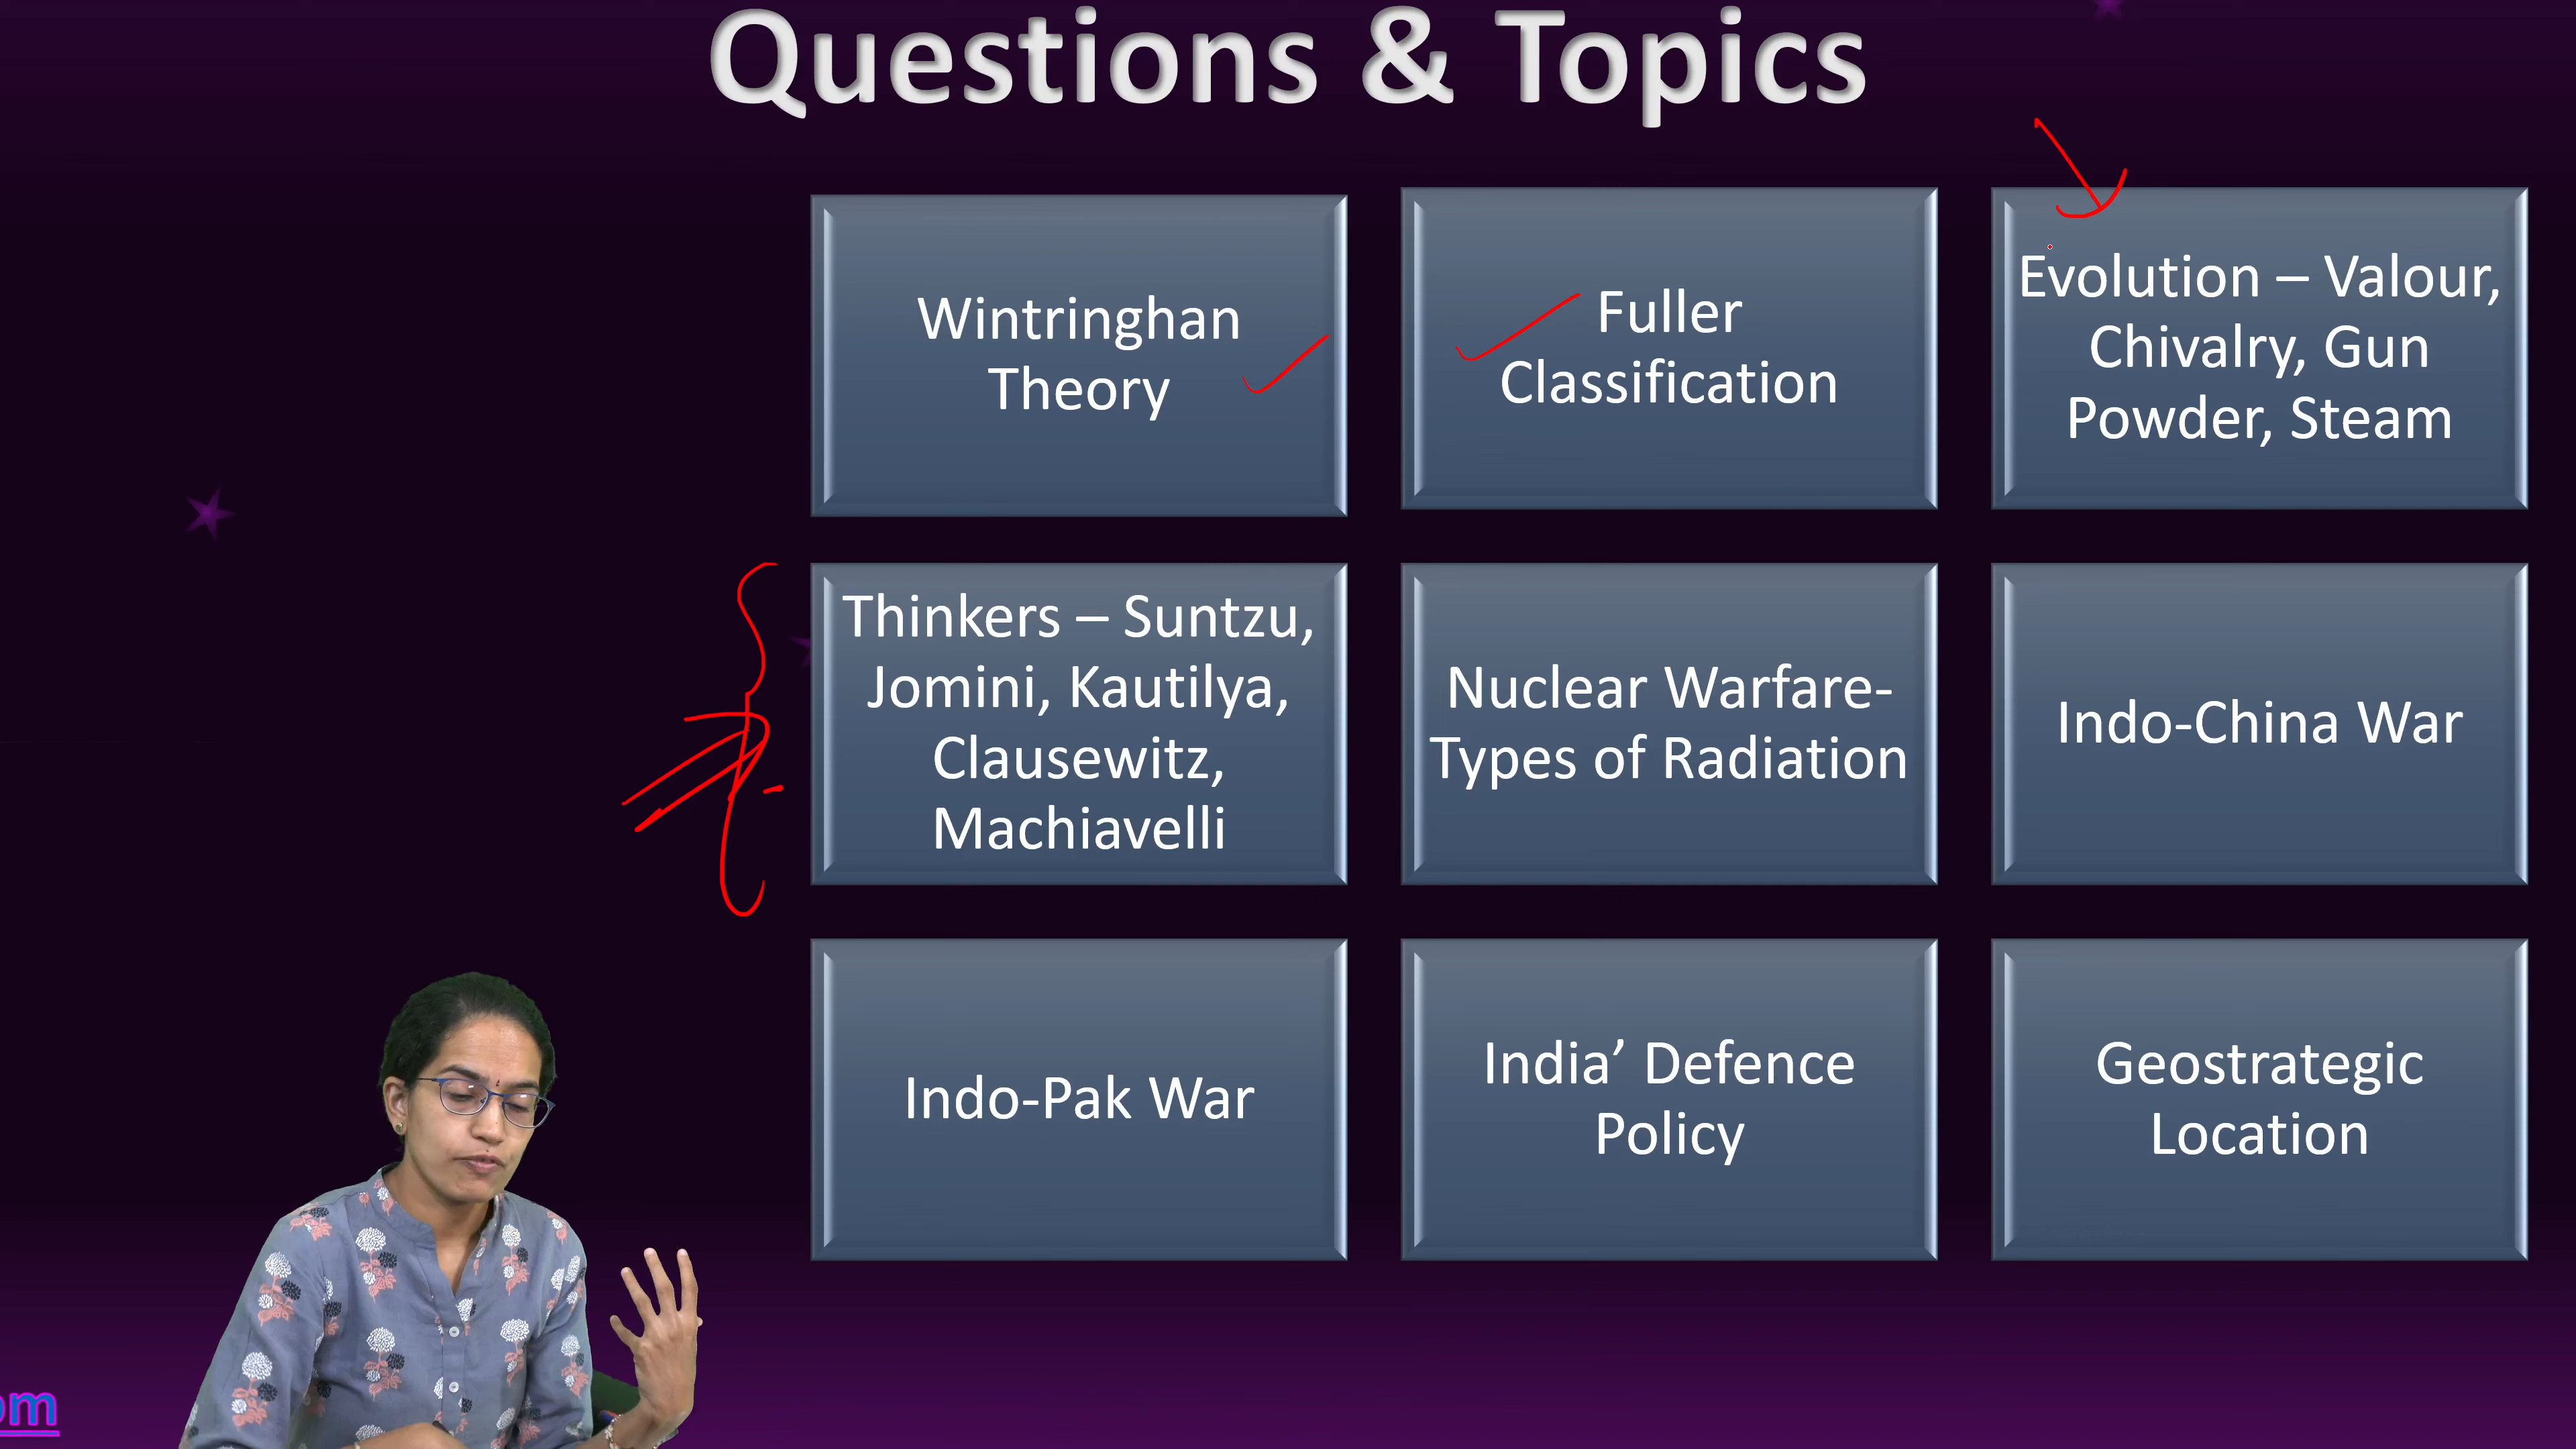 Questions & Topics
Wintringhan
Theory
Fuller
Classification
Evolution – Valour,
Chivalry, Gun
Powder, Steam
Thinkers – Suntzu,
Jomini, Kautilya,
Clausewitz,
Machiavelli
Nuclear Warfare-
Types of Radiation
Indo-China War
Indo-Pak War
India’ Defence
Policy
Geostrategic
Location